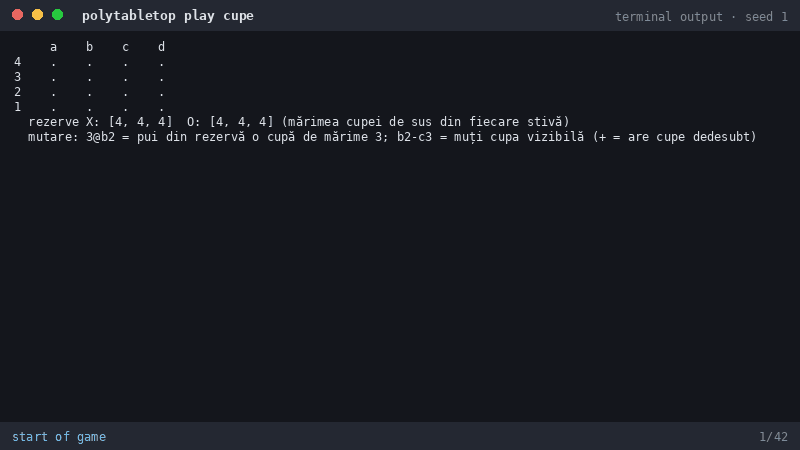 polytabletop play cupe
terminal output · seed 1
a b c d
4 . . . .
3 . . . .
2 . . . .
1 . . . .
rezerve X: [4, 4, 4] O: [4, 4, 4] (mărimea cupei de sus din fiecare stivă)
mutare: 3@b2 = pui din rezervă o cupă de mărime 3; b2-c3 = muți cupa vizibilă (+ = are cupe dedesubt)
start of game
1/42